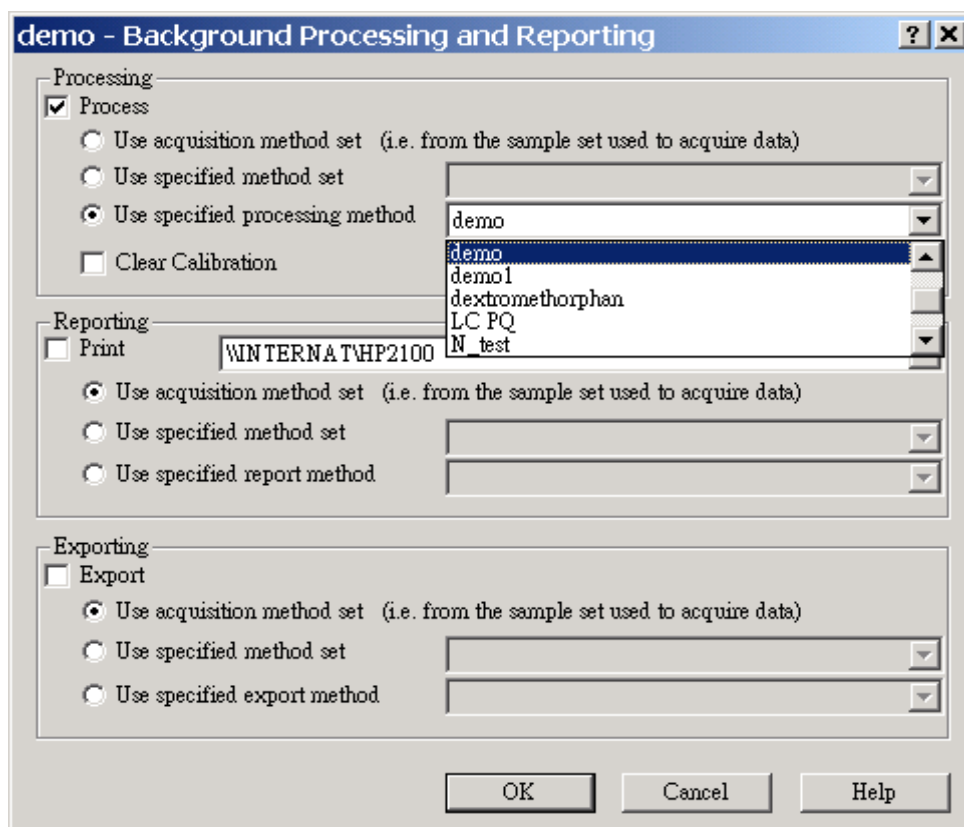 demo - Background Processing and Reporting
Processing
Process
Use acquisition method set (i.e. from the sample set used to acquire data)
Use specified method set
Use specified processing method demo
Clear Calibration
demo
demo1
dextromethorphan
LC PQ
N_test
Reporting
Print \\INTERNAT\HP2100
Use acquisition method set (i.e. from the sample set used to acquire data)
Use specified method set
Use specified report method
Exporting
Export
Use acquisition method set (i.e. from the sample set used to acquire data)
Use specified method set
Use specified export method
OK Cancel Help